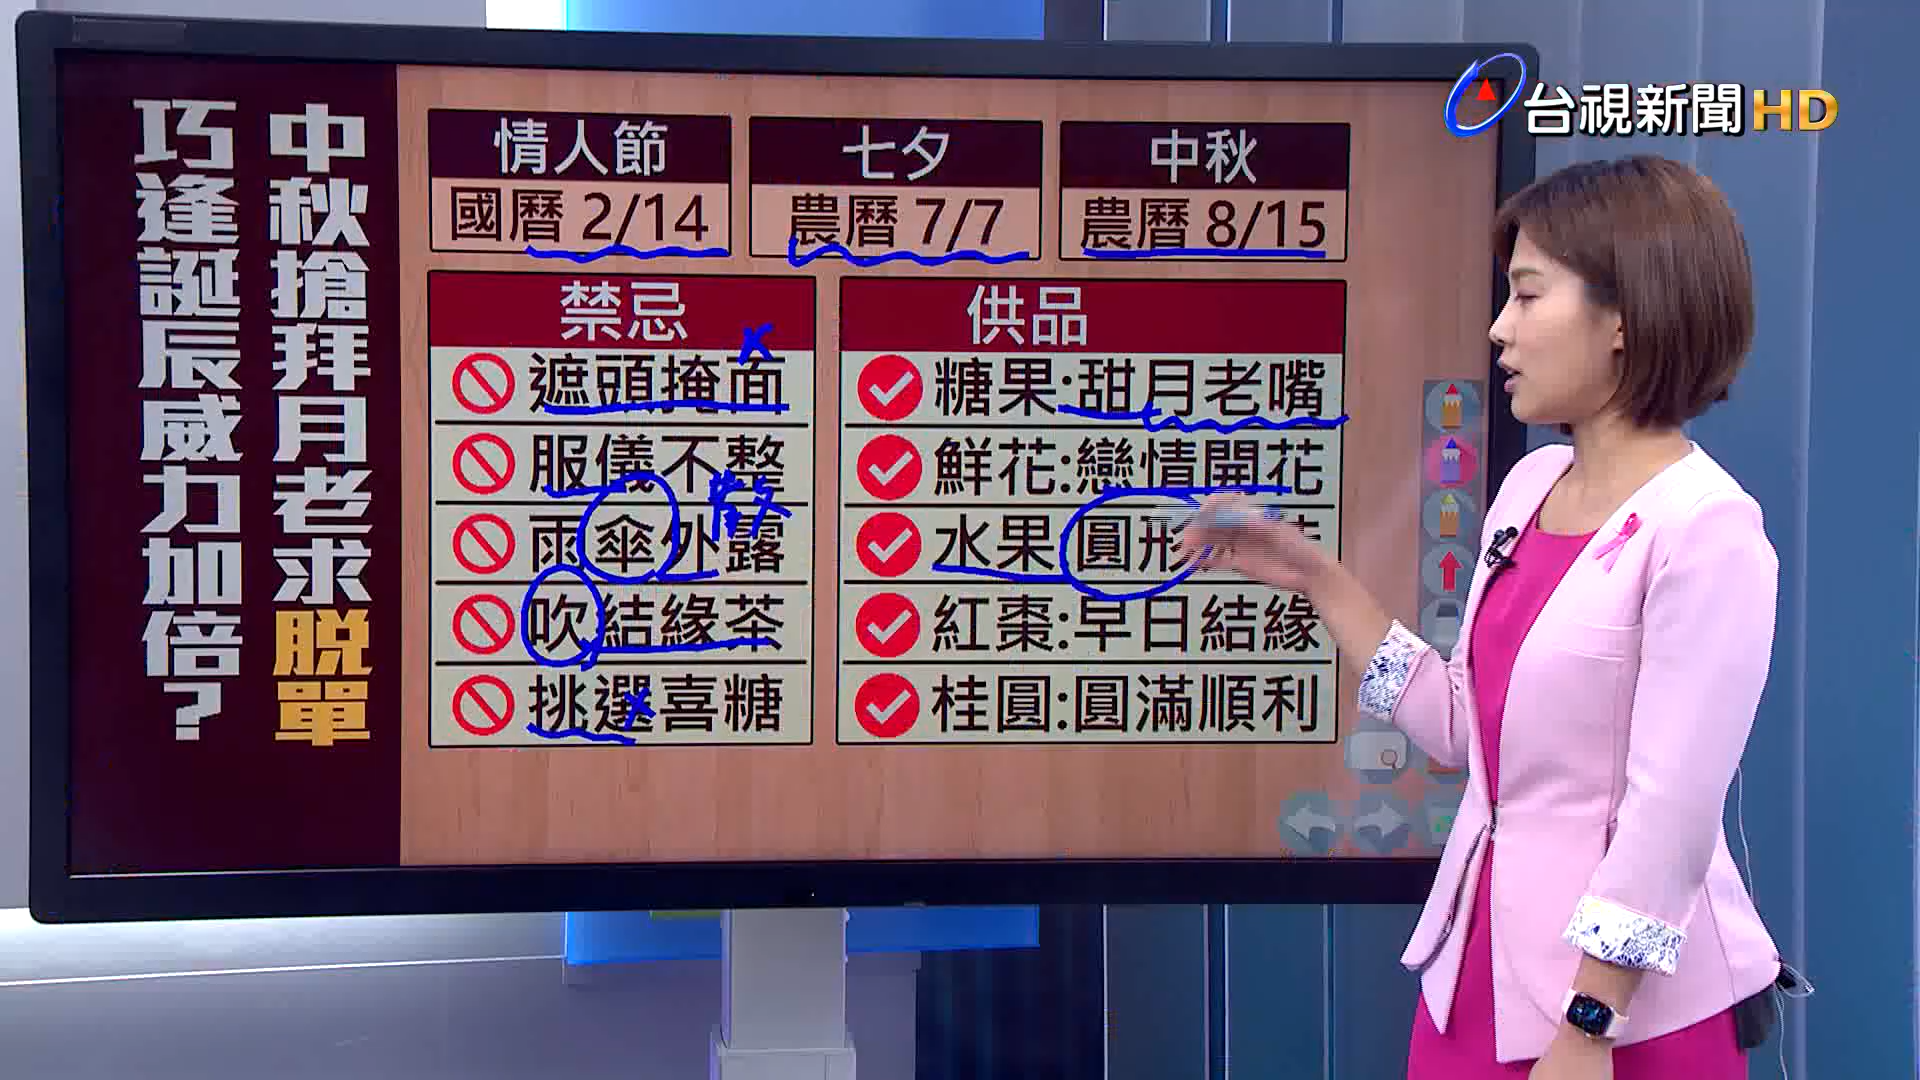 台視新聞HD
中秋搶拜月老求脫單
巧逢誕辰威力加倍?
情人節
國曆 2/14
七夕
農曆 7/7
中秋
農曆 8/15
禁忌
遮頭掩面
服儀不整
散
雨傘外露
吹結緣茶
挑選喜糖
供品
糖果:甜月老嘴
鮮花:戀情開花
水果 圓形
紅棗:早日結緣
桂圓:圓滿順利